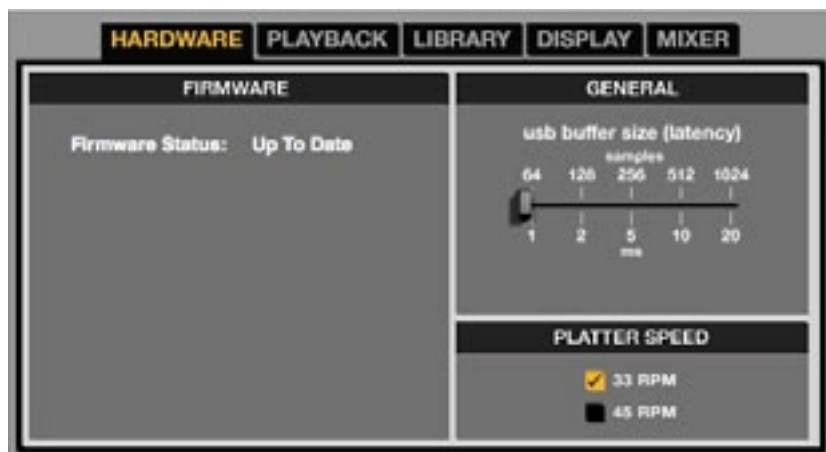 HARDWARE PLAYBACK LIBRARY DISPLAY MIXER
FIRMWARE
Firmware Status: Up To Date
GENERAL
usb buffer size (latency)
samples
64 128 256 512 1024
1 2 5 10 20
ms
PLATTER SPEED
33 RPM
45 RPM